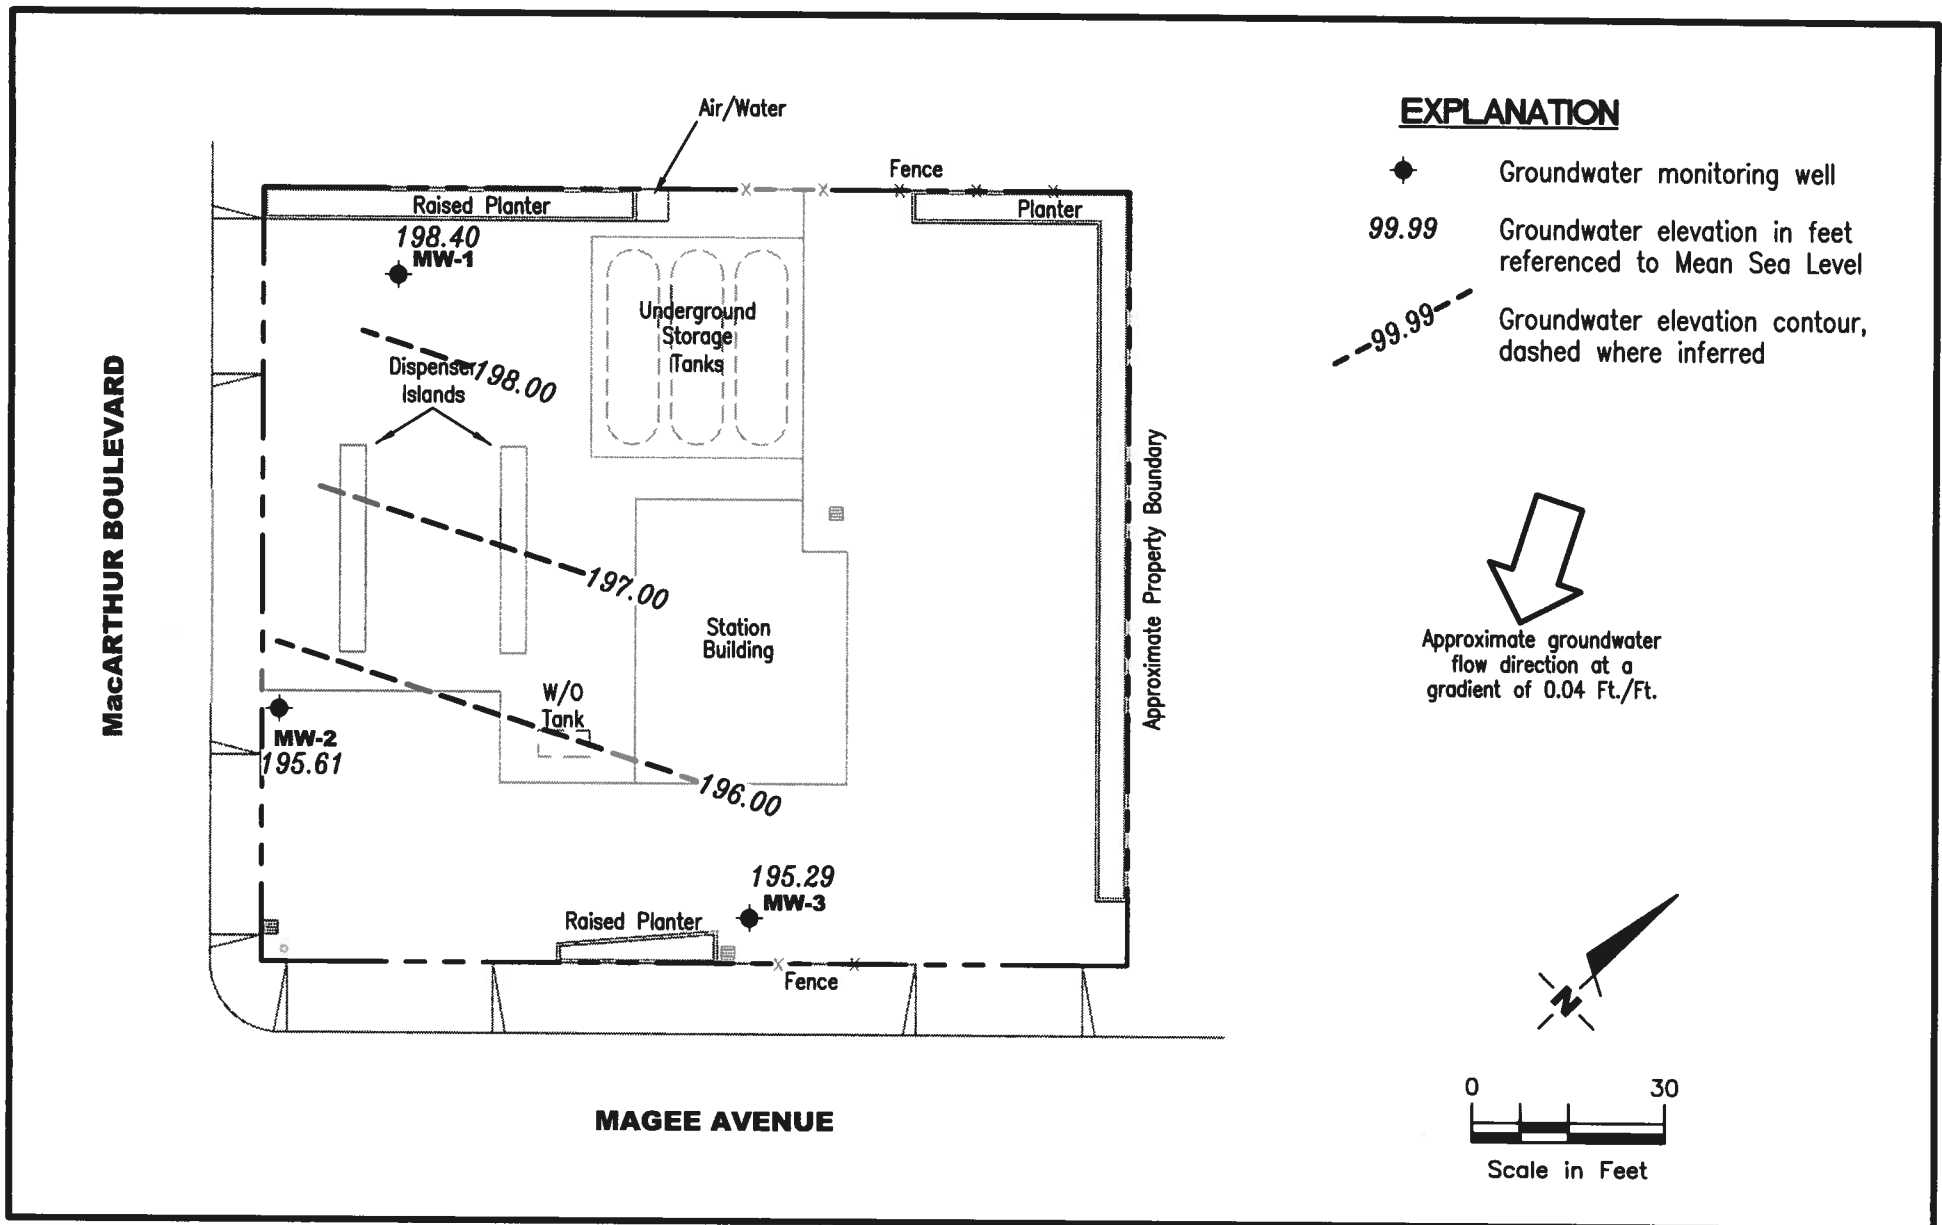 Air/Water
Fence
Raised Planter
Planter
198.40
MW-1
Underground
Storage
Tanks
198.00
Dispenser
Islands
MacARTHUR BOULEVARD
Approximate Property Boundary
197.00
Station
Building
W/O
Tank
MW-2
195.61
196.00
195.29
MW-3
Raised Planter
Fence
MAGEE AVENUE
EXPLANATION
Groundwater monitoring well
99.99
Groundwater elevation in feet
referenced to Mean Sea Level
99.99
Groundwater elevation contour,
dashed where inferred
Approximate groundwater
flow direction at a
gradient of 0.04 Ft./Ft.
N
0 30
Scale in Feet